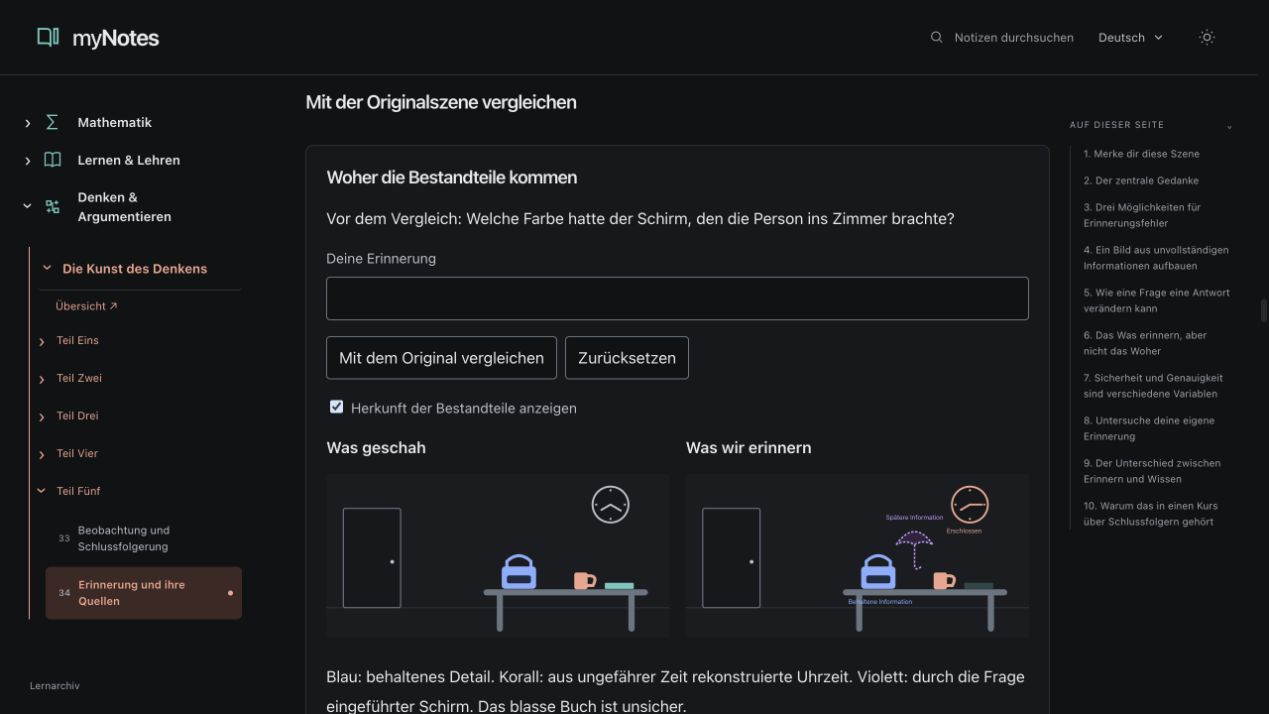 myNotes
Notizen durchsuchen
Deutsch
Mathematik
Lernen & Lehren
Denken &
Argumentieren
Die Kunst des Denkens
Übersicht ↗
Teil Eins
Teil Zwei
Teil Drei
Teil Vier
Teil Fünf
33 Beobachtung und
Schlussfolgerung
34 Erinnerung und ihre
Quellen
Lernarchiv
Mit der Originalszene vergleichen
Woher die Bestandteile kommen
Vor dem Vergleich: Welche Farbe hatte der Schirm, den die Person ins Zimmer brachte?
Deine Erinnerung
Mit dem Original vergleichen
Zurücksetzen
Herkunft der Bestandteile anzeigen
Was geschah
Was wir erinnern
Spätere Information
Erschlossen
Behaltene Information
Blau: behaltenes Detail. Korall: aus ungefährer Zeit rekonstruierte Uhrzeit. Violett: durch die Frage
eingeführter Schirm. Das blasse Buch ist unsicher.
AUF DIESER SEITE
1. Merke dir diese Szene
2. Der zentrale Gedanke
3. Drei Möglichkeiten für
Erinnerungsfehler
4. Ein Bild aus unvollständigen
Informationen aufbauen
5. Wie eine Frage eine Antwort
verändern kann
6. Das Was erinnern, aber
nicht das Woher
7. Sicherheit und Genauigkeit
sind verschiedene Variablen
8. Untersuche deine eigene
Erinnerung
9. Der Unterschied zwischen
Erinnern und Wissen
10. Warum das in einen Kurs
über Schlussfolgern gehört